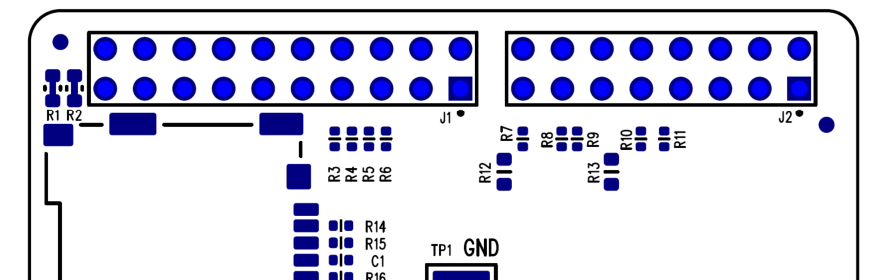 R1 R2
J1
J2
R3
R4
R5
R6
R7
R8
R9
R10
R11
R12
R13
R14
R15
C1
R16
TP1 GND